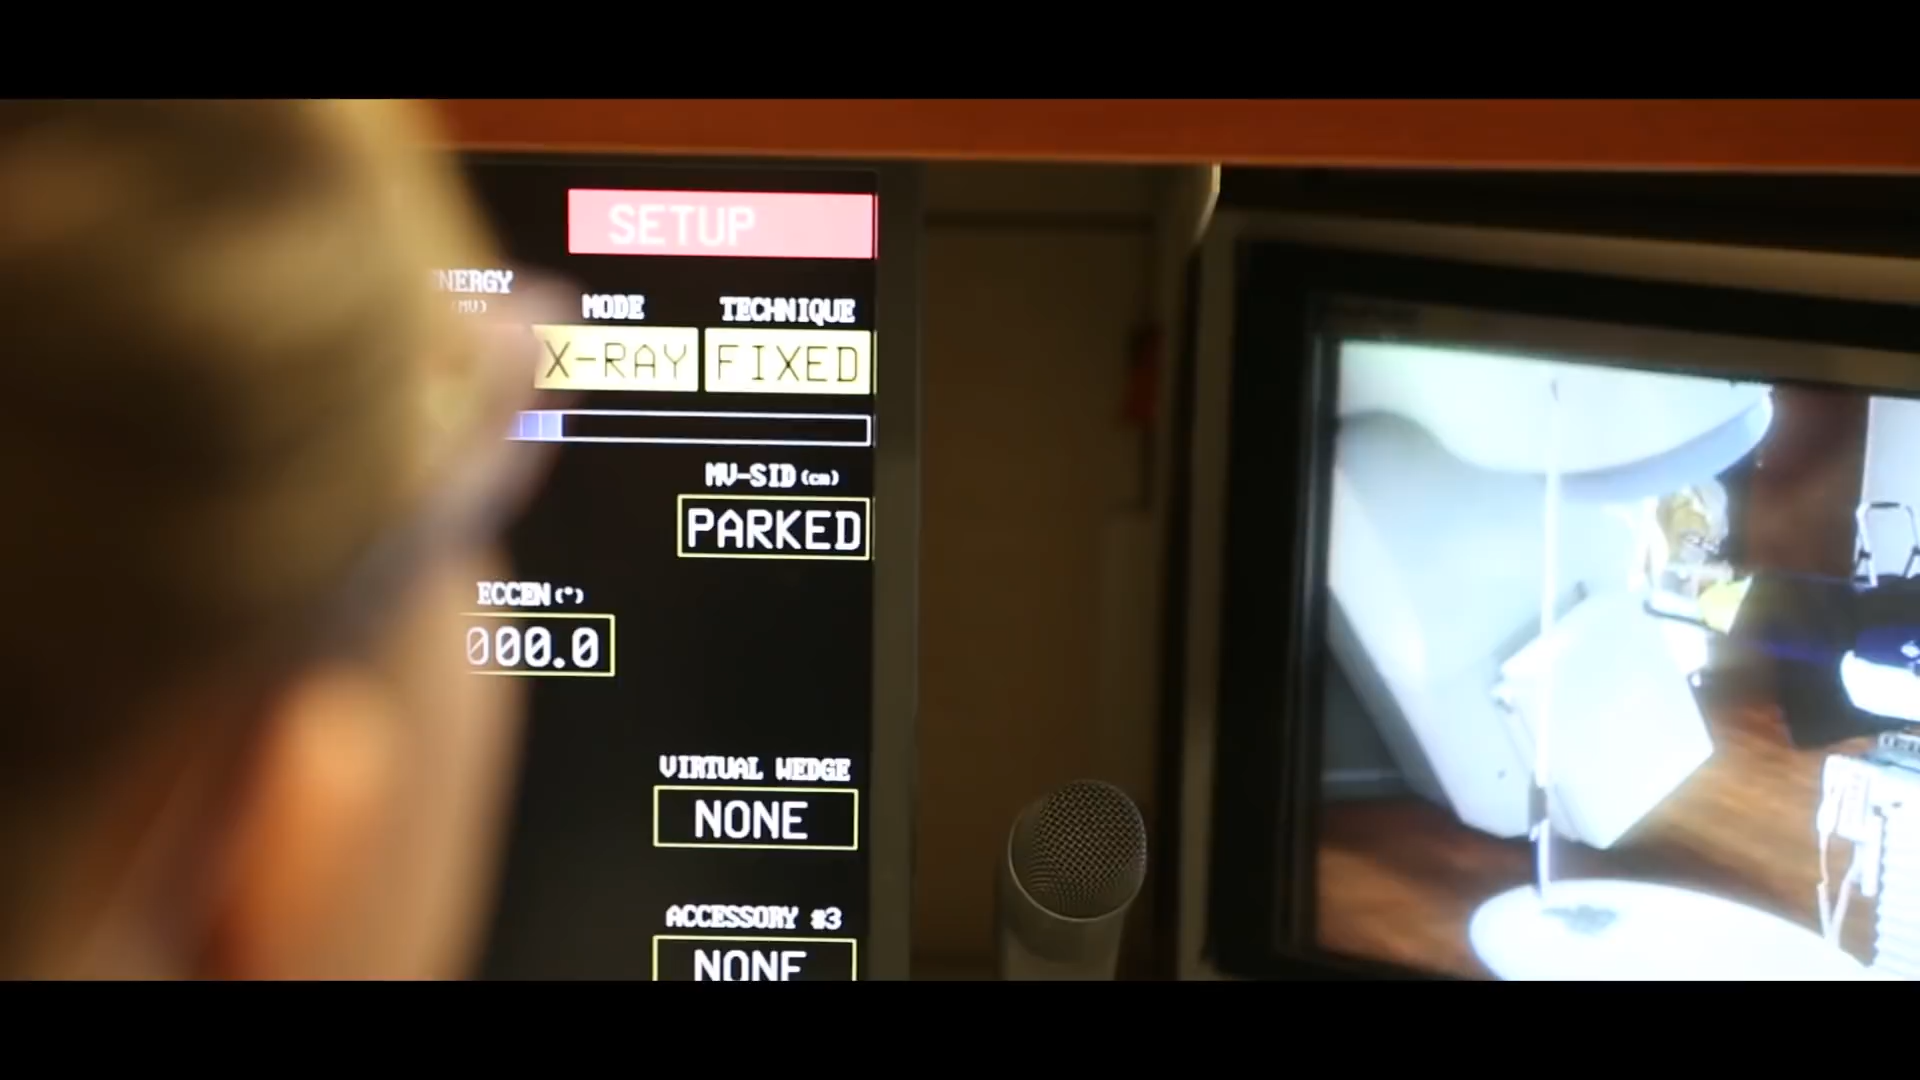 SETUP
NERGY
(MV)
MODE
TECHNIQUE
X-RAY
FIXED
MV-SID (cm)
PARKED
ECCEN (°)
000.0
VIRTUAL WEDGE
NONE
ACCESSORY #3
NONE